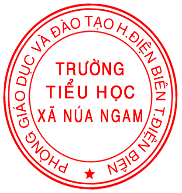 PHÒNG GIÁO DỤC VÀ ĐÀO TẠO H.ĐIỆN BIÊN T.ĐIỆN BIÊN
TRƯỜNG
TIỂU HỌC
XÃ NÚA NGAM